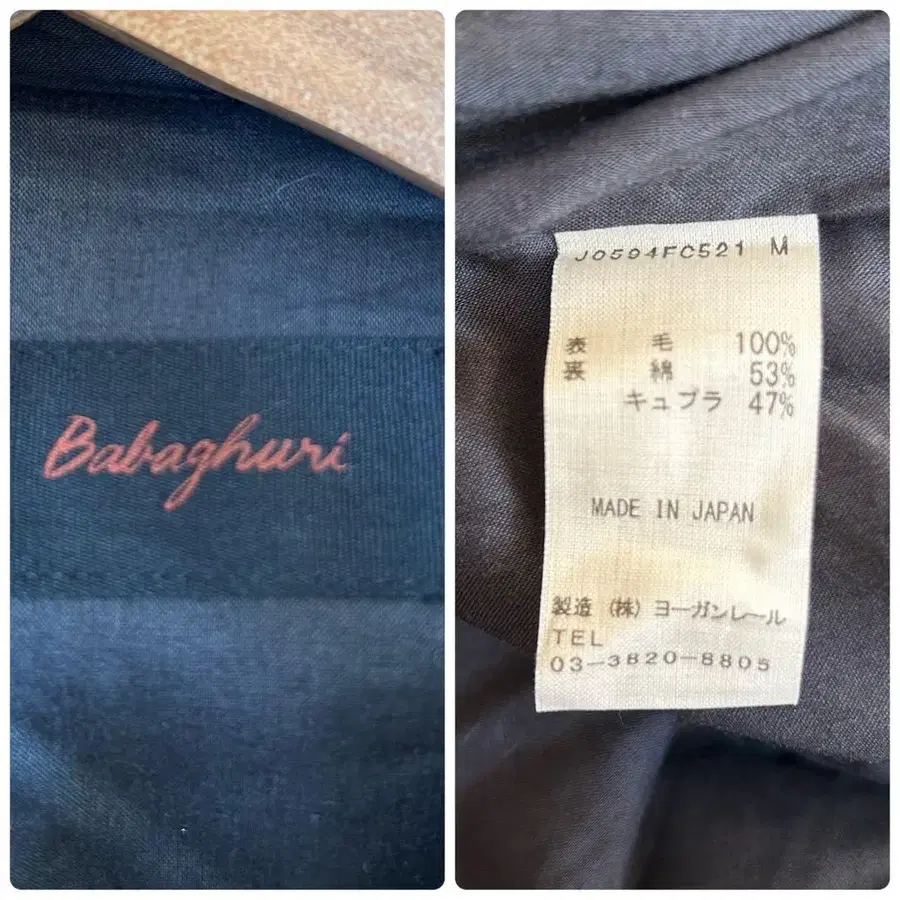 Babaghuri
J0594FC521 M
表 毛 100%
裏 綿 53%
キュプラ 47%
MADE IN JAPAN
製造 (株) ヨーガンレール
TEL
03-3820-8805